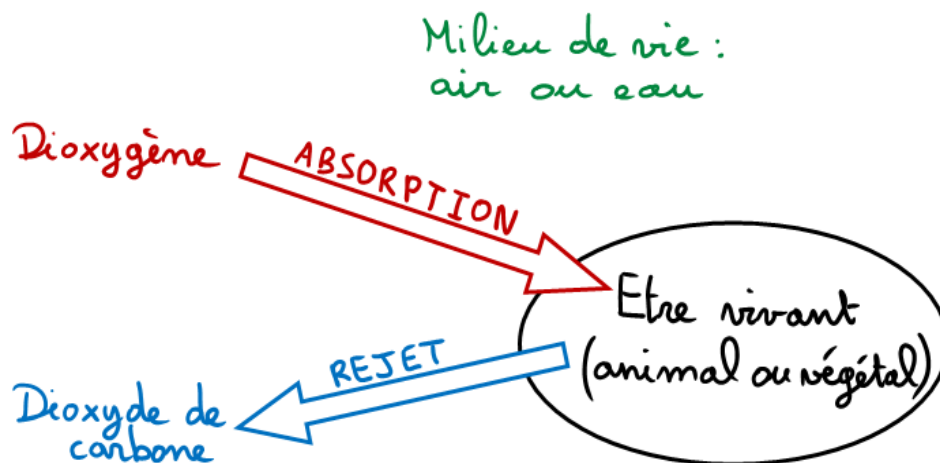 Milieu de vie :
air ou eau
Dioxygène
ABSORPTION
Etre vivant
(animal ou végétal)
REJET
Dioxyde de
carbone